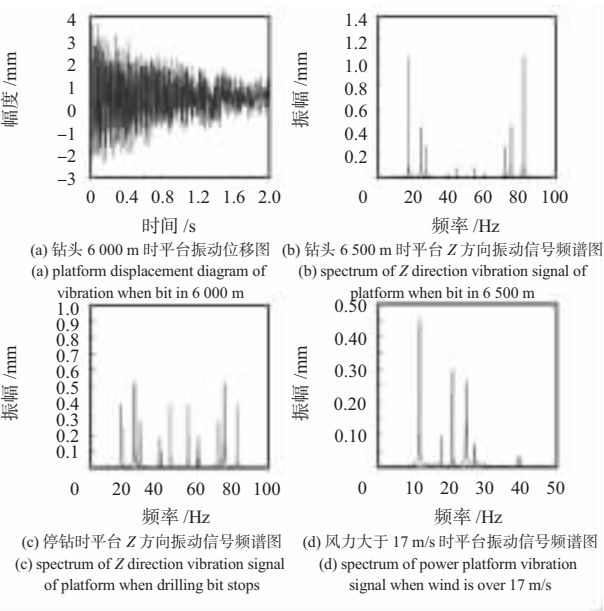 4
3
2
1
0
−1
−2
−3
幅度 /mm
0 0.4 0.8 1.2 1.6 2.0
时间 /s
(a) 钻头 6 000 m 时平台振动位移图
(a) platform displacement diagram of
vibration when bit in 6 000 m
1.4
1.2
1.0
0.8
0.6
0.4
0.2
振幅 /mm
0 20 40 60 80 100
频率 /Hz
(b) 钻头 6 500 m 时平台 Z 方向振动信号频谱图
(b) spectrum of Z direction vibration signal of
platform when bit in 6 500 m
1.0
0.9
0.8
0.7
0.6
0.5
0.4
0.3
0.2
0.1
振幅 /mm
0 20 40 60 80 100
频率 /Hz
(c) 停钻时平台 Z 方向振动信号频谱图
(c) spectrum of Z direction vibration signal
of platform when drilling bit stops
0.50
0.40
0.30
0.20
0.10
振幅 /mm
0 10 20 30 40 50
频率 /Hz
(d) 风力大于 17 m/s 时平台振动信号频谱图
(d) spectrum of power platform vibration
signal when wind is over 17 m/s